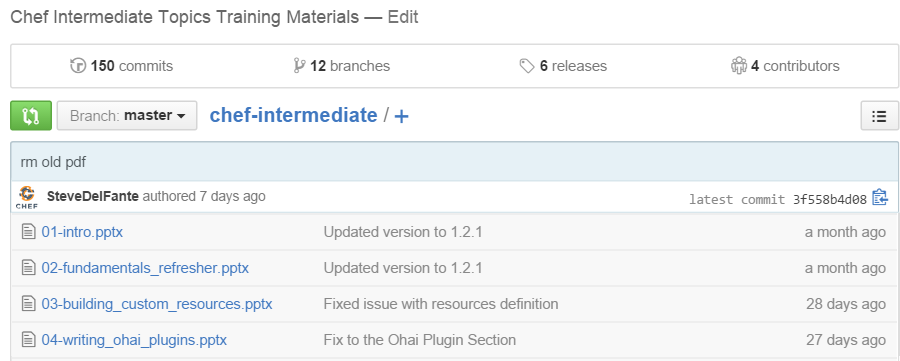 Chef Intermediate Topics Training Materials — Edit
150 commits 12 branches 6 releases 4 contributors
Branch: master chef-intermediate / +
rm old pdf
CHEF SteveDelFante authored 7 days ago latest commit 3f558b4d08
01-intro.pptx Updated version to 1.2.1 a month ago
02-fundamentals_refresher.pptx Updated version to 1.2.1 a month ago
03-building_custom_resources.pptx Fixed issue with resources definition 28 days ago
04-writing_ohai_plugins.pptx Fix to the Ohai Plugin Section 27 days ago